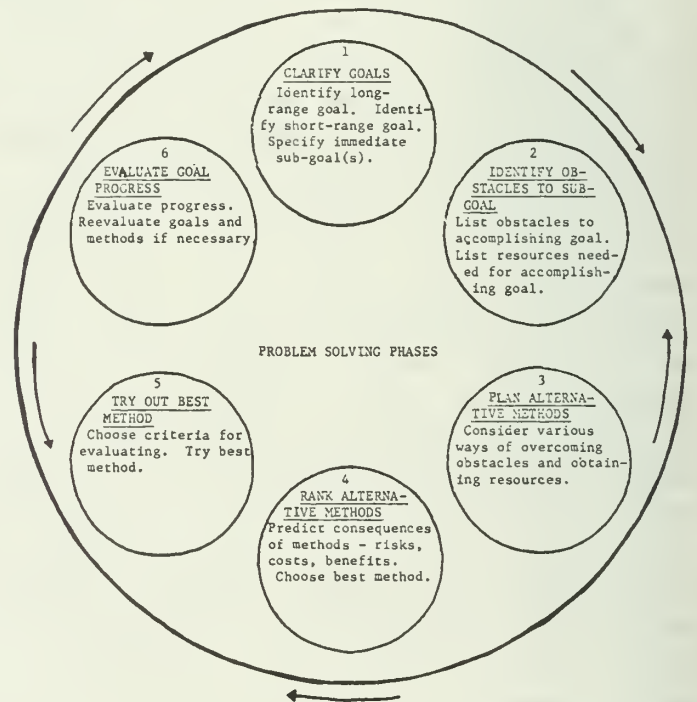 1
CLARIFY GOALS
Identify long-
range goal. Identi-
fy short-range goal.
Specify immediate
sub-goal(s).
2
IDENTIFY OB-
STACLES TO SUB-
GOAL
List obstacles to
accomplishing goal.
List resources need-
ed for accomplish-
ing goal.
3
PLAN ALTERNA-
TIVE METHODS
Consider various
ways of overcoming
obstacles and obtain-
ing resources.
4
RANK ALTERNA-
TIVE METHODS
Predict consequences
of methods - risks,
costs, benefits.
Choose best method.
5
TRY OUT BEST
METHOD
Choose criteria for
evaluating. Try best
method.
6
EVALUATE GOAL
PROGRESS
Evaluate progress.
Reevaluate goals and
methods if necessary
PROBLEM SOLVING PHASES